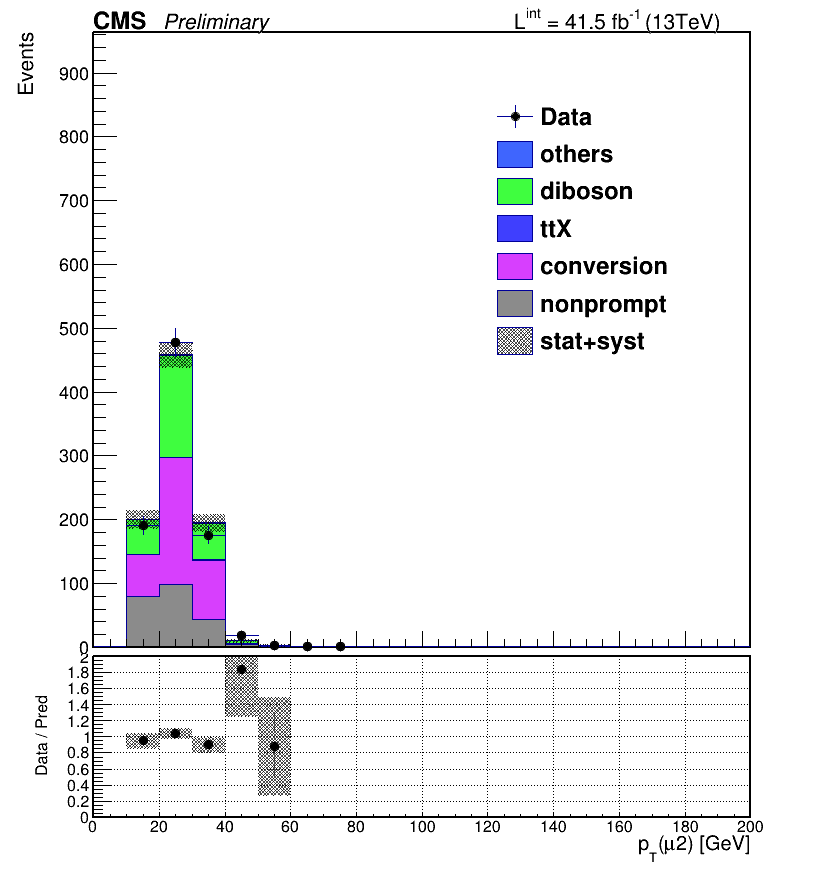 CMS Preliminary L^int = 41.5 fb^-1 (13TeV)
Events
900
800
700
600
500
400
300
200
100
0
Data
others
diboson
ttX
conversion
nonprompt
stat+syst
Data / Pred
2
1.8
1.6
1.4
1.2
1
0.8
0.6
0.4
0.2
0
0 20 40 60 80 100 120 140 160 180 200
p_T(μ2) [GeV]